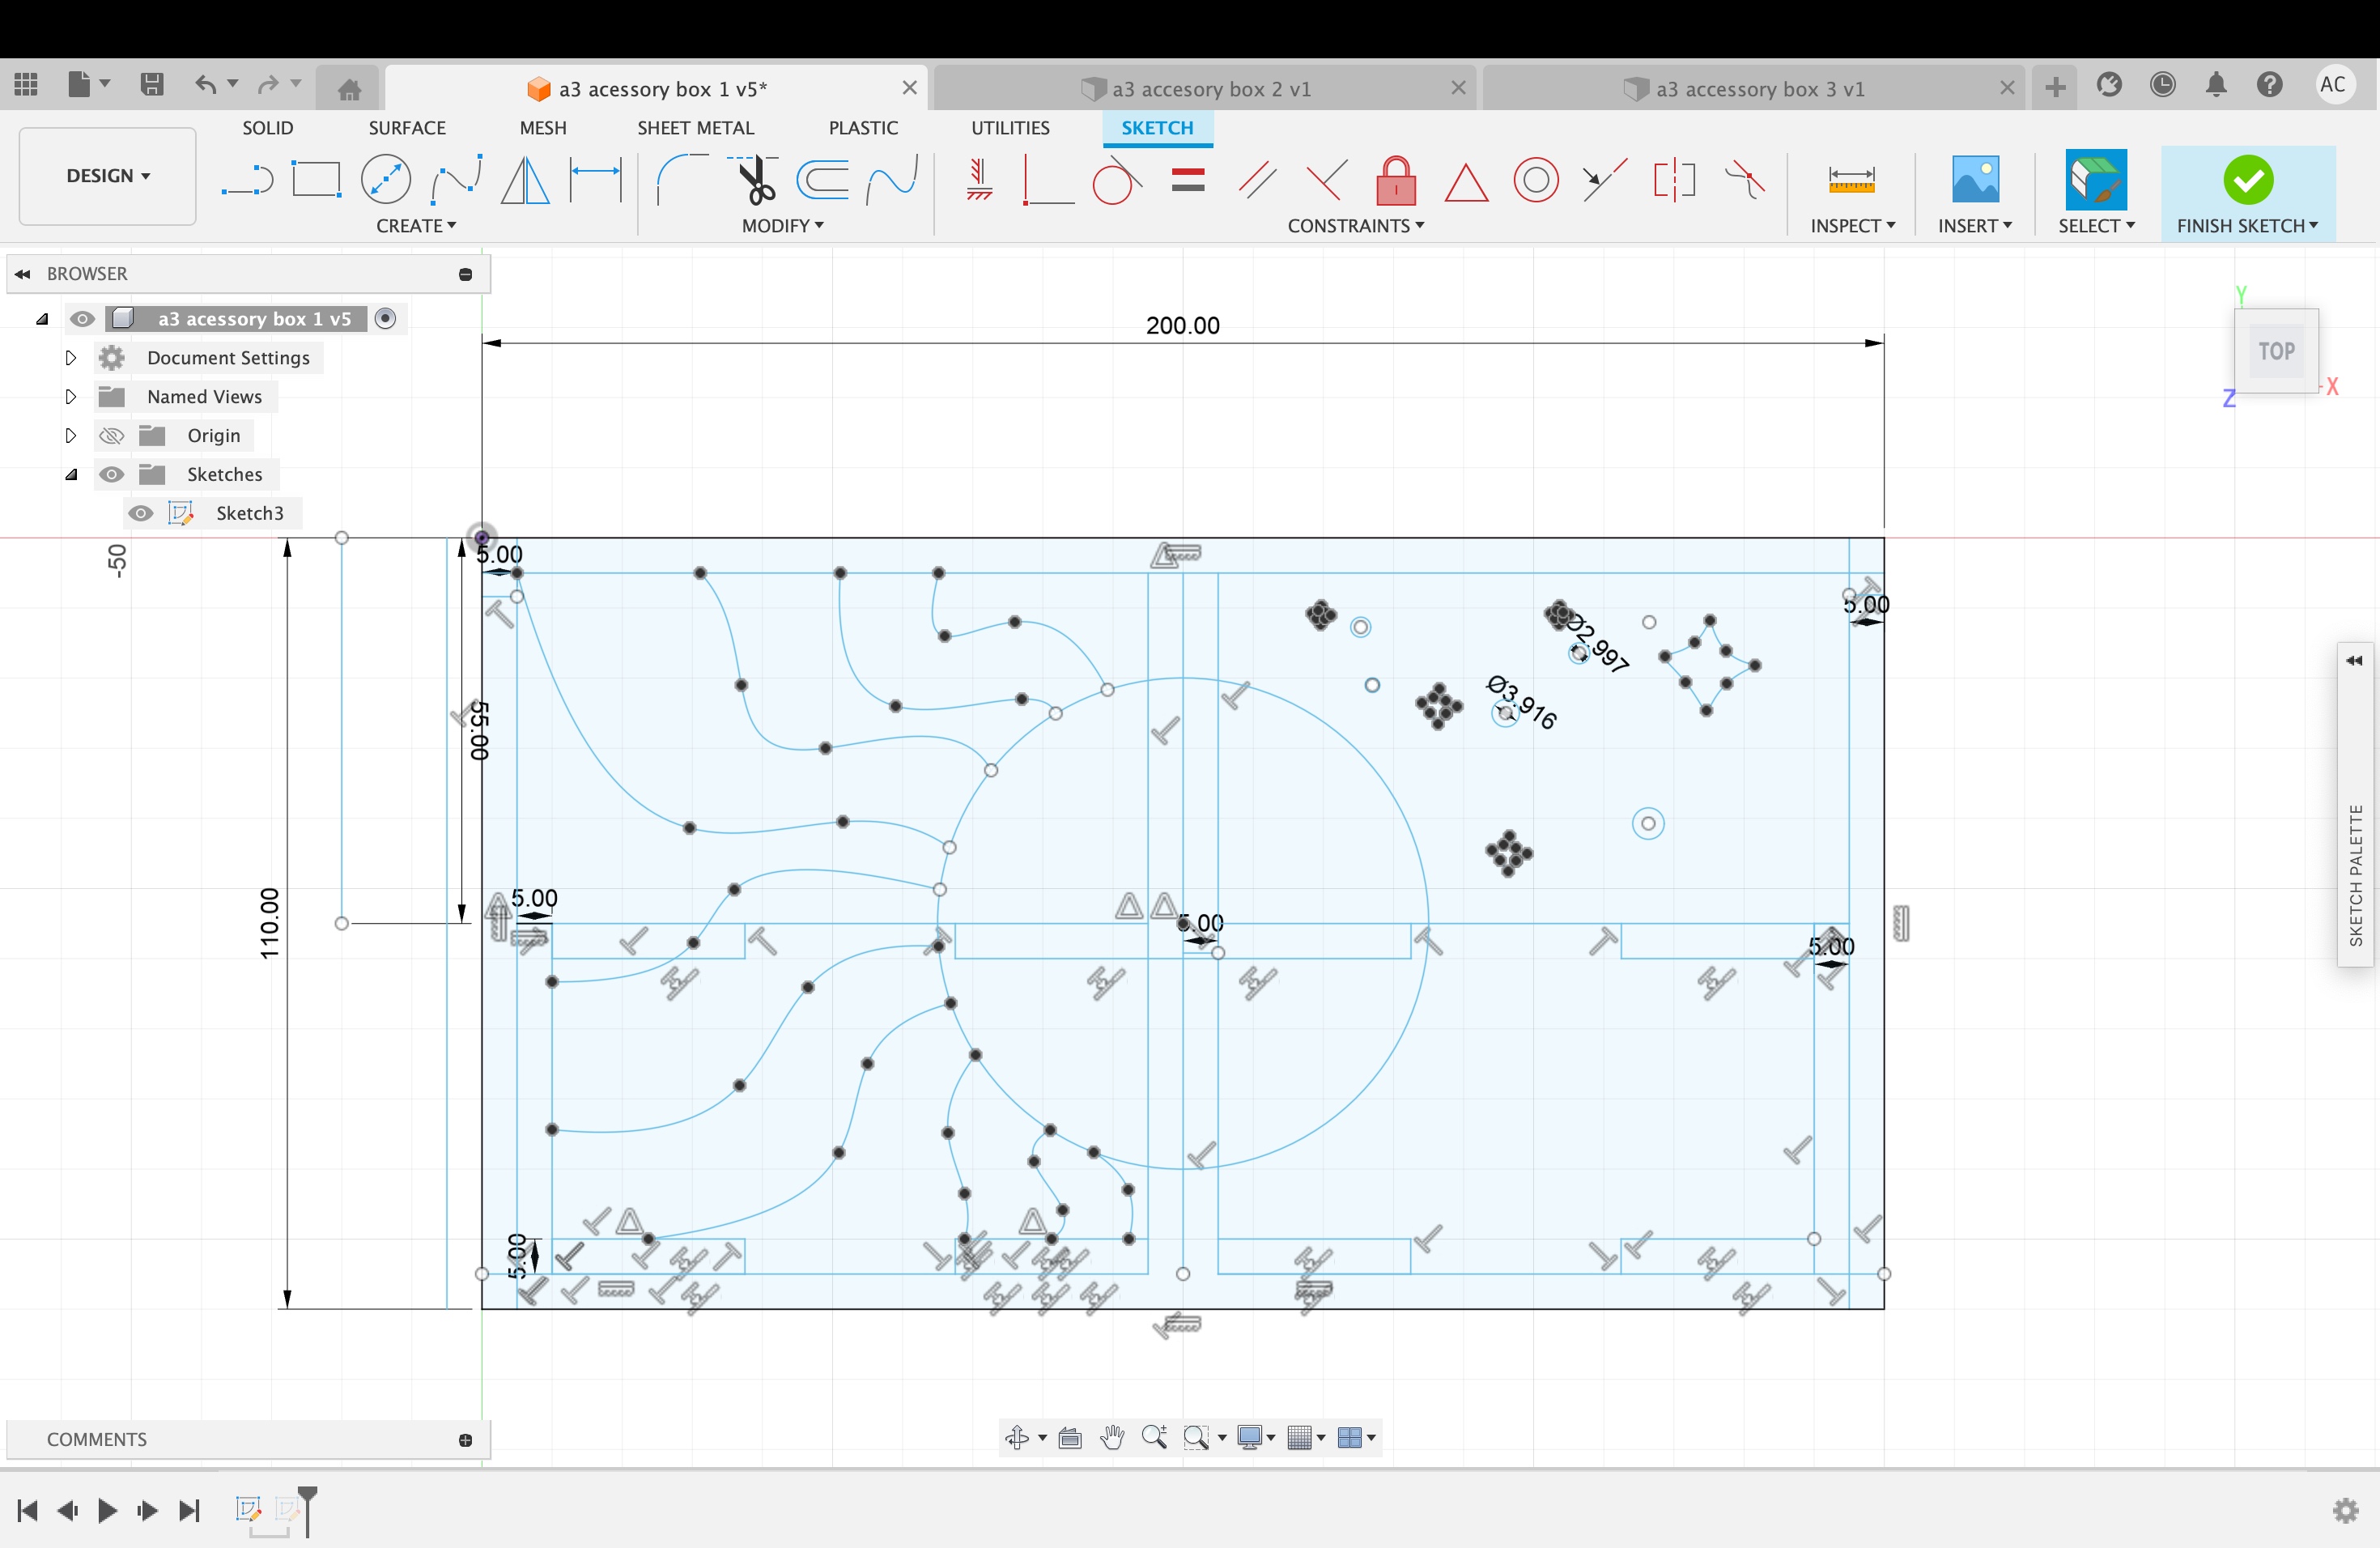 a3 acessory box 1 v5*
a3 accesory box 2 v1
a3 accessory box 3 v1
AC
DESIGN
SOLID
SURFACE
MESH
SHEET METAL
PLASTIC
UTILITIES
SKETCH
CREATE
MODIFY
CONSTRAINTS
INSPECT
INSERT
SELECT
FINISH SKETCH
BROWSER
a3 acessory box 1 v5
Document Settings
Named Views
Origin
Sketches
Sketch3
Y
TOP
-X
Z
200.00
-50
5.00
5.00
55.00
Ø2.997
Ø3.916
110.00
5.00
5.00
5.00
5.00
SKETCH PALETTE
COMMENTS